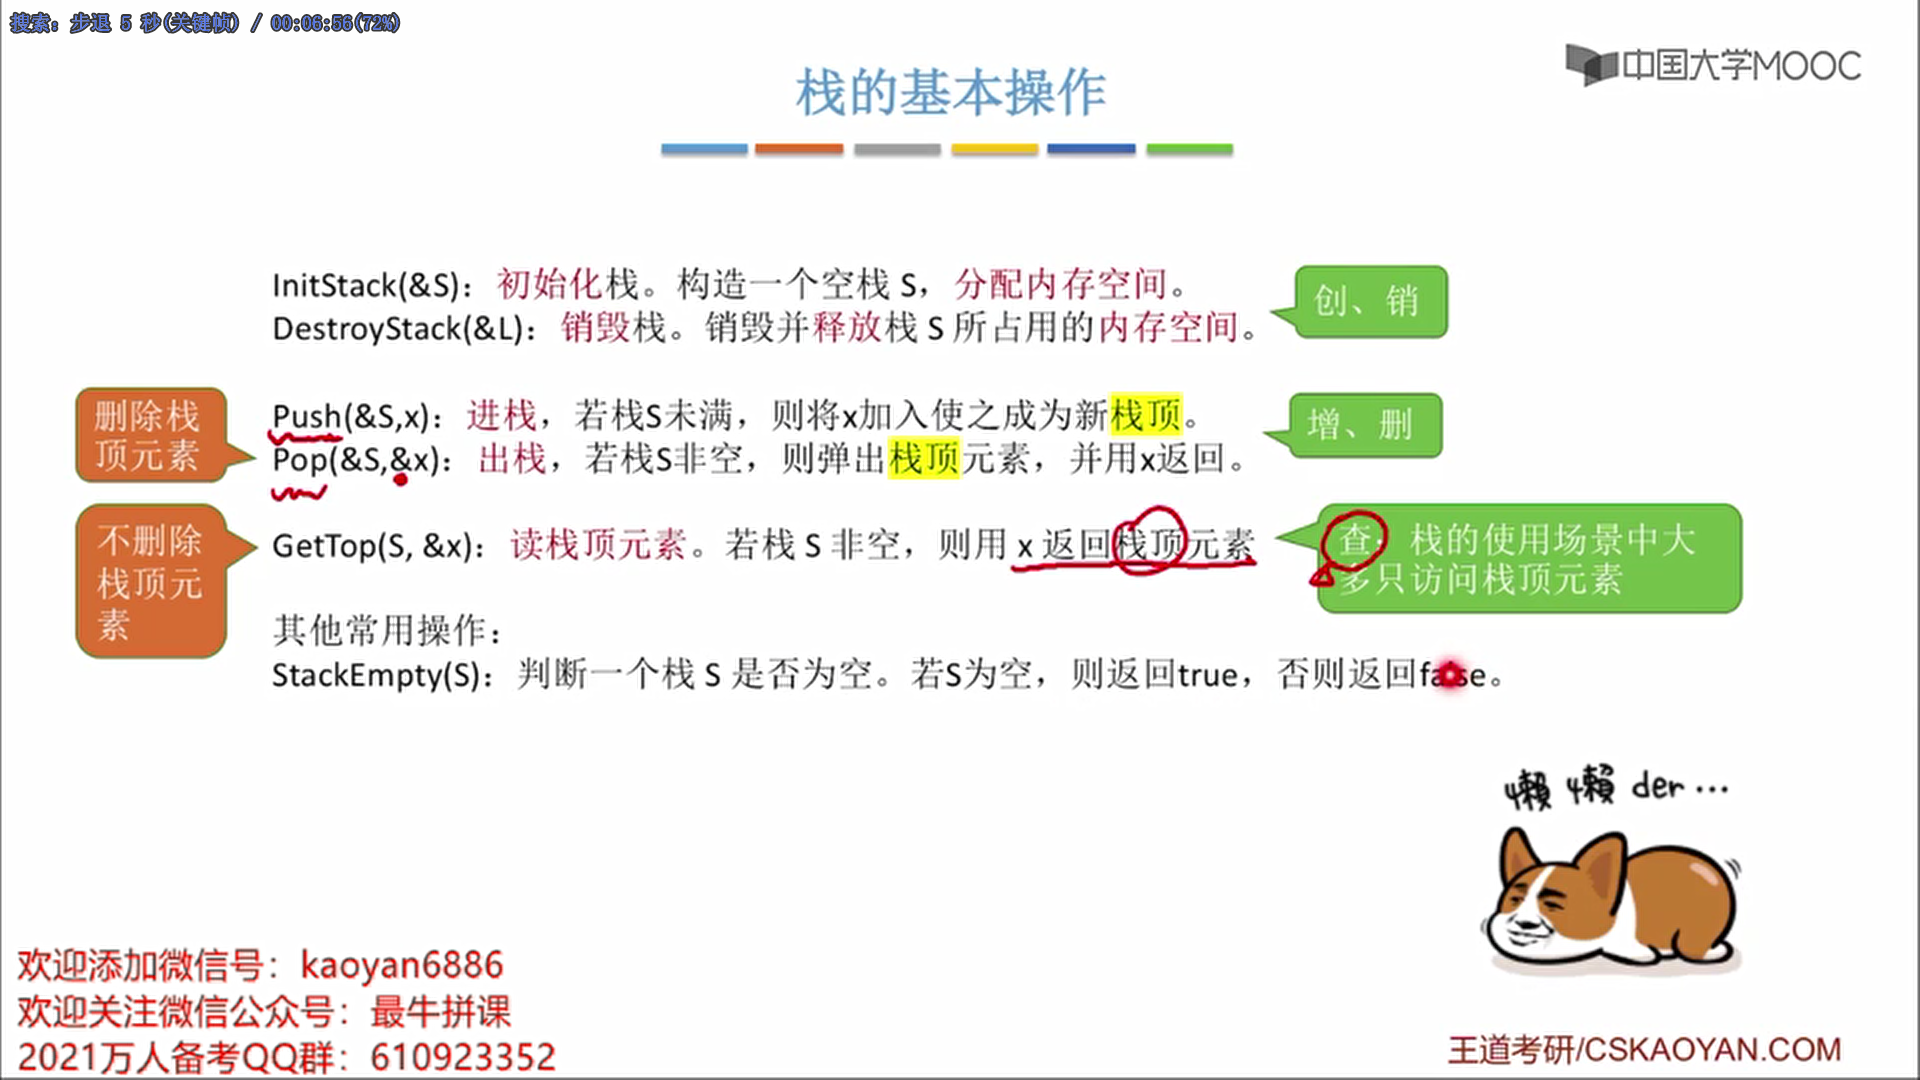 搜索: 步退 5 秒(关键帧) / 00:06:56(72%)
中国大学MOOC
栈的基本操作
InitStack(&S)：初始化栈。构造一个空栈 S，分配内存空间。
DestroyStack(&L)：销毁栈。销毁并释放栈 S 所占用的内存空间。
创、销
删除栈
顶元素
Push(&S,x)：进栈，若栈S未满，则将x加入使之成为新栈顶。
Pop(&S,&x)：出栈，若栈S非空，则弹出栈顶元素，并用x返回。
增、删
不删除
栈顶元
素
GetTop(S, &x)：读栈顶元素。若栈 S 非空，则用 x 返回栈顶元素
查：栈的使用场景中大
多只访问栈顶元素
其他常用操作：
StackEmpty(S)：判断一个栈 S 是否为空。若S为空，则返回true，否则返回false。
懒 懒 der ···
欢迎添加微信号：kaoyan6886
欢迎关注微信公众号：最牛拼课
2021万人备考QQ群：610923352
王道考研/CSKAOYAN.COM